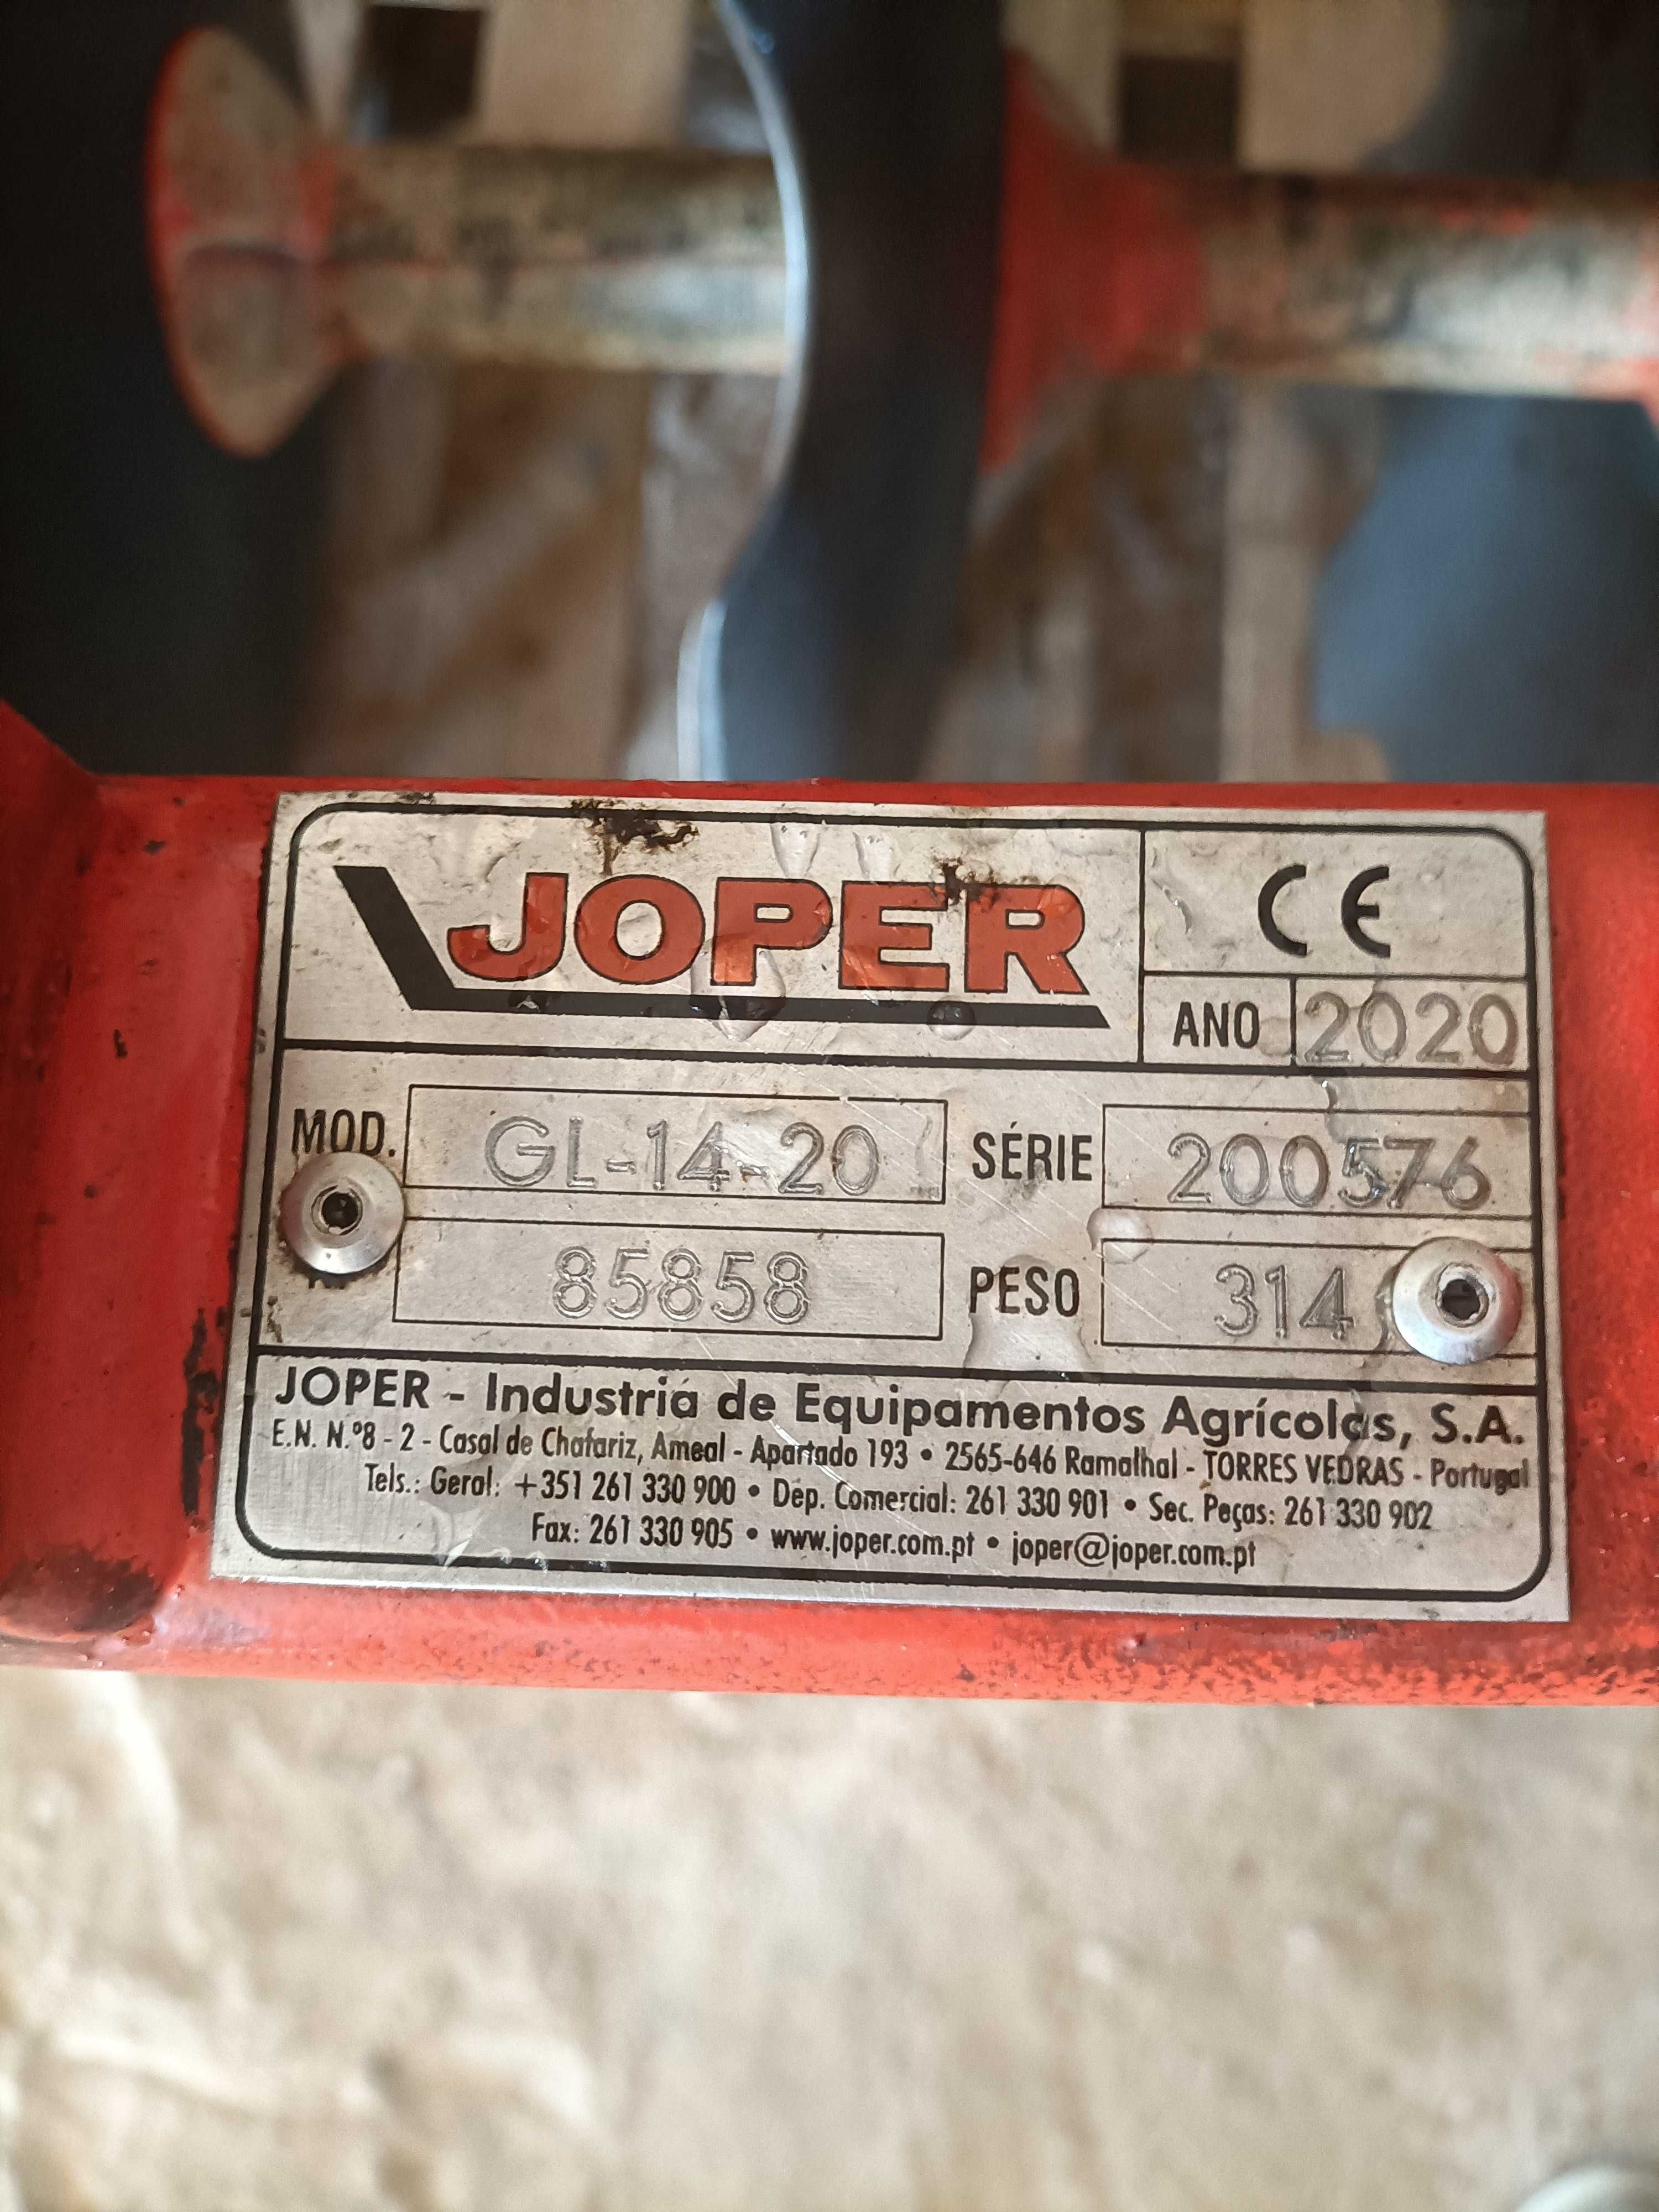 JOPER
CE
ANO 2020
MOD. GL-14-20 SÉRIE 200576
85858 PESO 314
JOPER - Industria de Equipamentos Agrícolas, S.A.
E.N. N.º8 - 2 - Casal de Chafariz, Ameal - Apartado 193 • 2565-646 Ramalhal - TORRES VEDRAS - Portugal
Tels.: Geral: +351 261 330 900 • Dep. Comercial: 261 330 901 • Sec. Peças: 261 330 902
Fax: 261 330 905 • www.joper.com.pt • joper@joper.com.pt